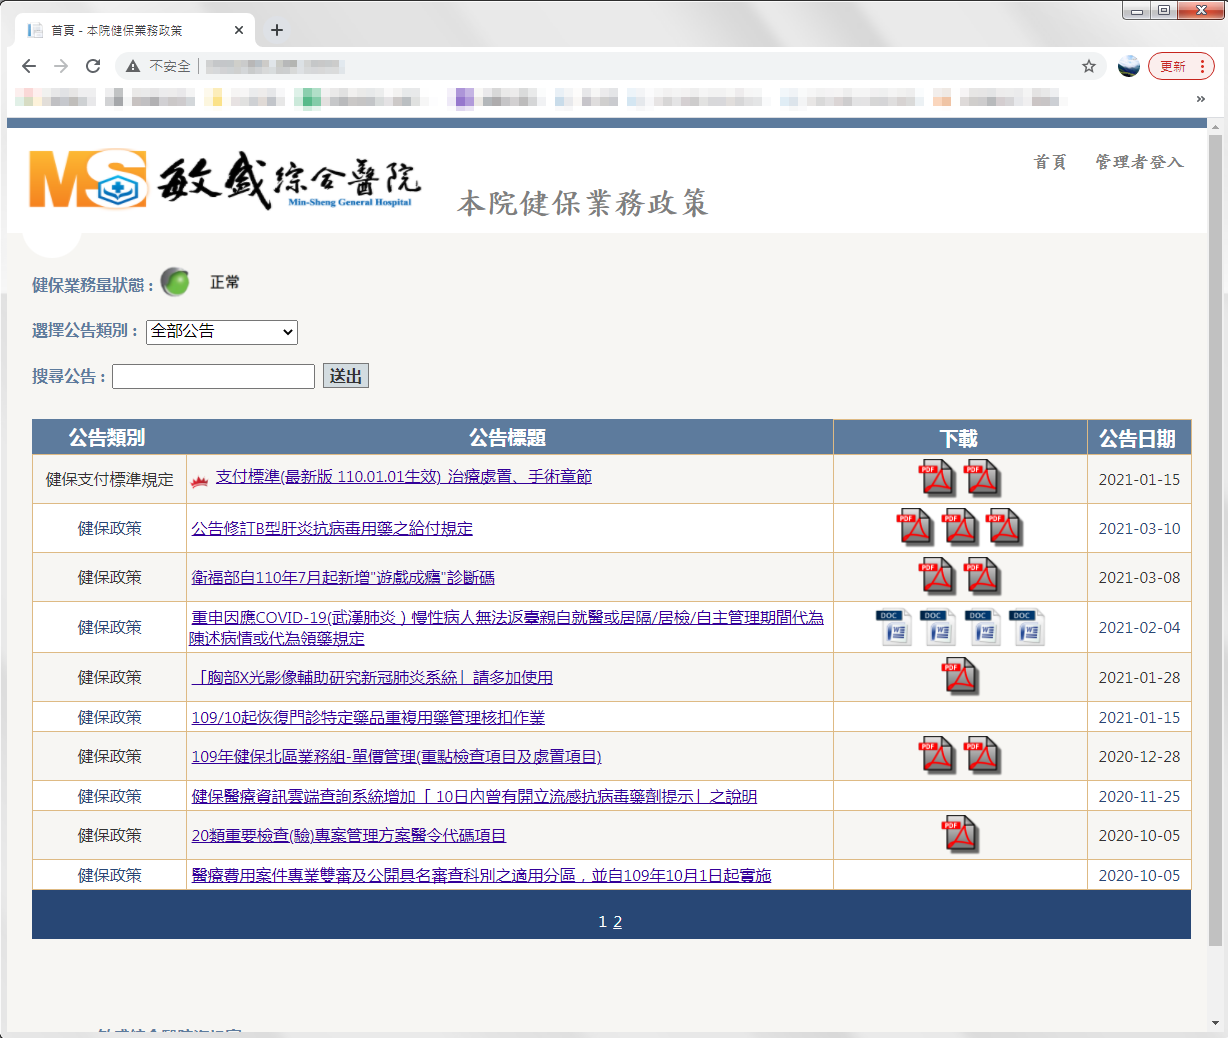 首頁 - 本院健保業務政策
不安全
更新
MS 敏盛綜合醫院
Min-Sheng General Hospital
本院健保業務政策
首頁 管理者登入
健保業務量狀態： 正常
選擇公告類別： 全部公告
搜尋公告： 送出
公告類別 公告標題 下載 公告日期
健保支付標準規定 支付標準(最新版 110.01.01生效) 治療處置、手術章節 PDF PDF 2021-01-15
健保政策 公告修訂B型肝炎抗病毒用藥之給付規定 PDF PDF PDF 2021-03-10
健保政策 衛福部自110年7月起新增"遊戲成癮"診斷碼 PDF PDF 2021-03-08
健保政策 重申因應COVID-19(武漢肺炎）慢性病人無法返臺親自就醫或居隔/居檢/自主管理期間代為
陳述病情或代為領藥規定 DOC DOC DOC DOC 2021-02-04
健保政策 「胸部X光影像輔助研究新冠肺炎系統」請多加使用 PDF 2021-01-28
健保政策 109/10起恢復門診特定藥品重複用藥管理核扣作業 2021-01-15
健保政策 109年健保北區業務組-單價管理(重點檢查項目及處置項目) PDF PDF 2020-12-28
健保政策 健保醫療資訊雲端查詢系統增加「 10日內曾有開立流感抗病毒藥劑提示」之說明 2020-11-25
健保政策 20類重要檢查(驗)專案管理方案醫令代碼項目 PDF 2020-10-05
健保政策 醫療費用案件專業雙審及公開具名審查科別之適用分區，並自109年10月1日起實施 2020-10-05
1 2